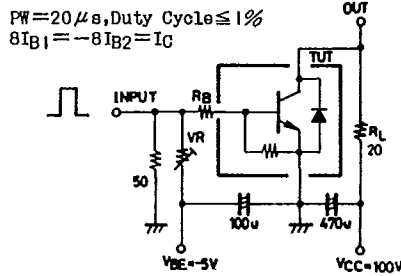 PW=20μs,Duty Cycle≦1%
8IB1=-8IB2=IC
OUT
TUT
INPUT
RB
VR
RL
20
50
100u
470u
VBE=-5V
VCC=100V